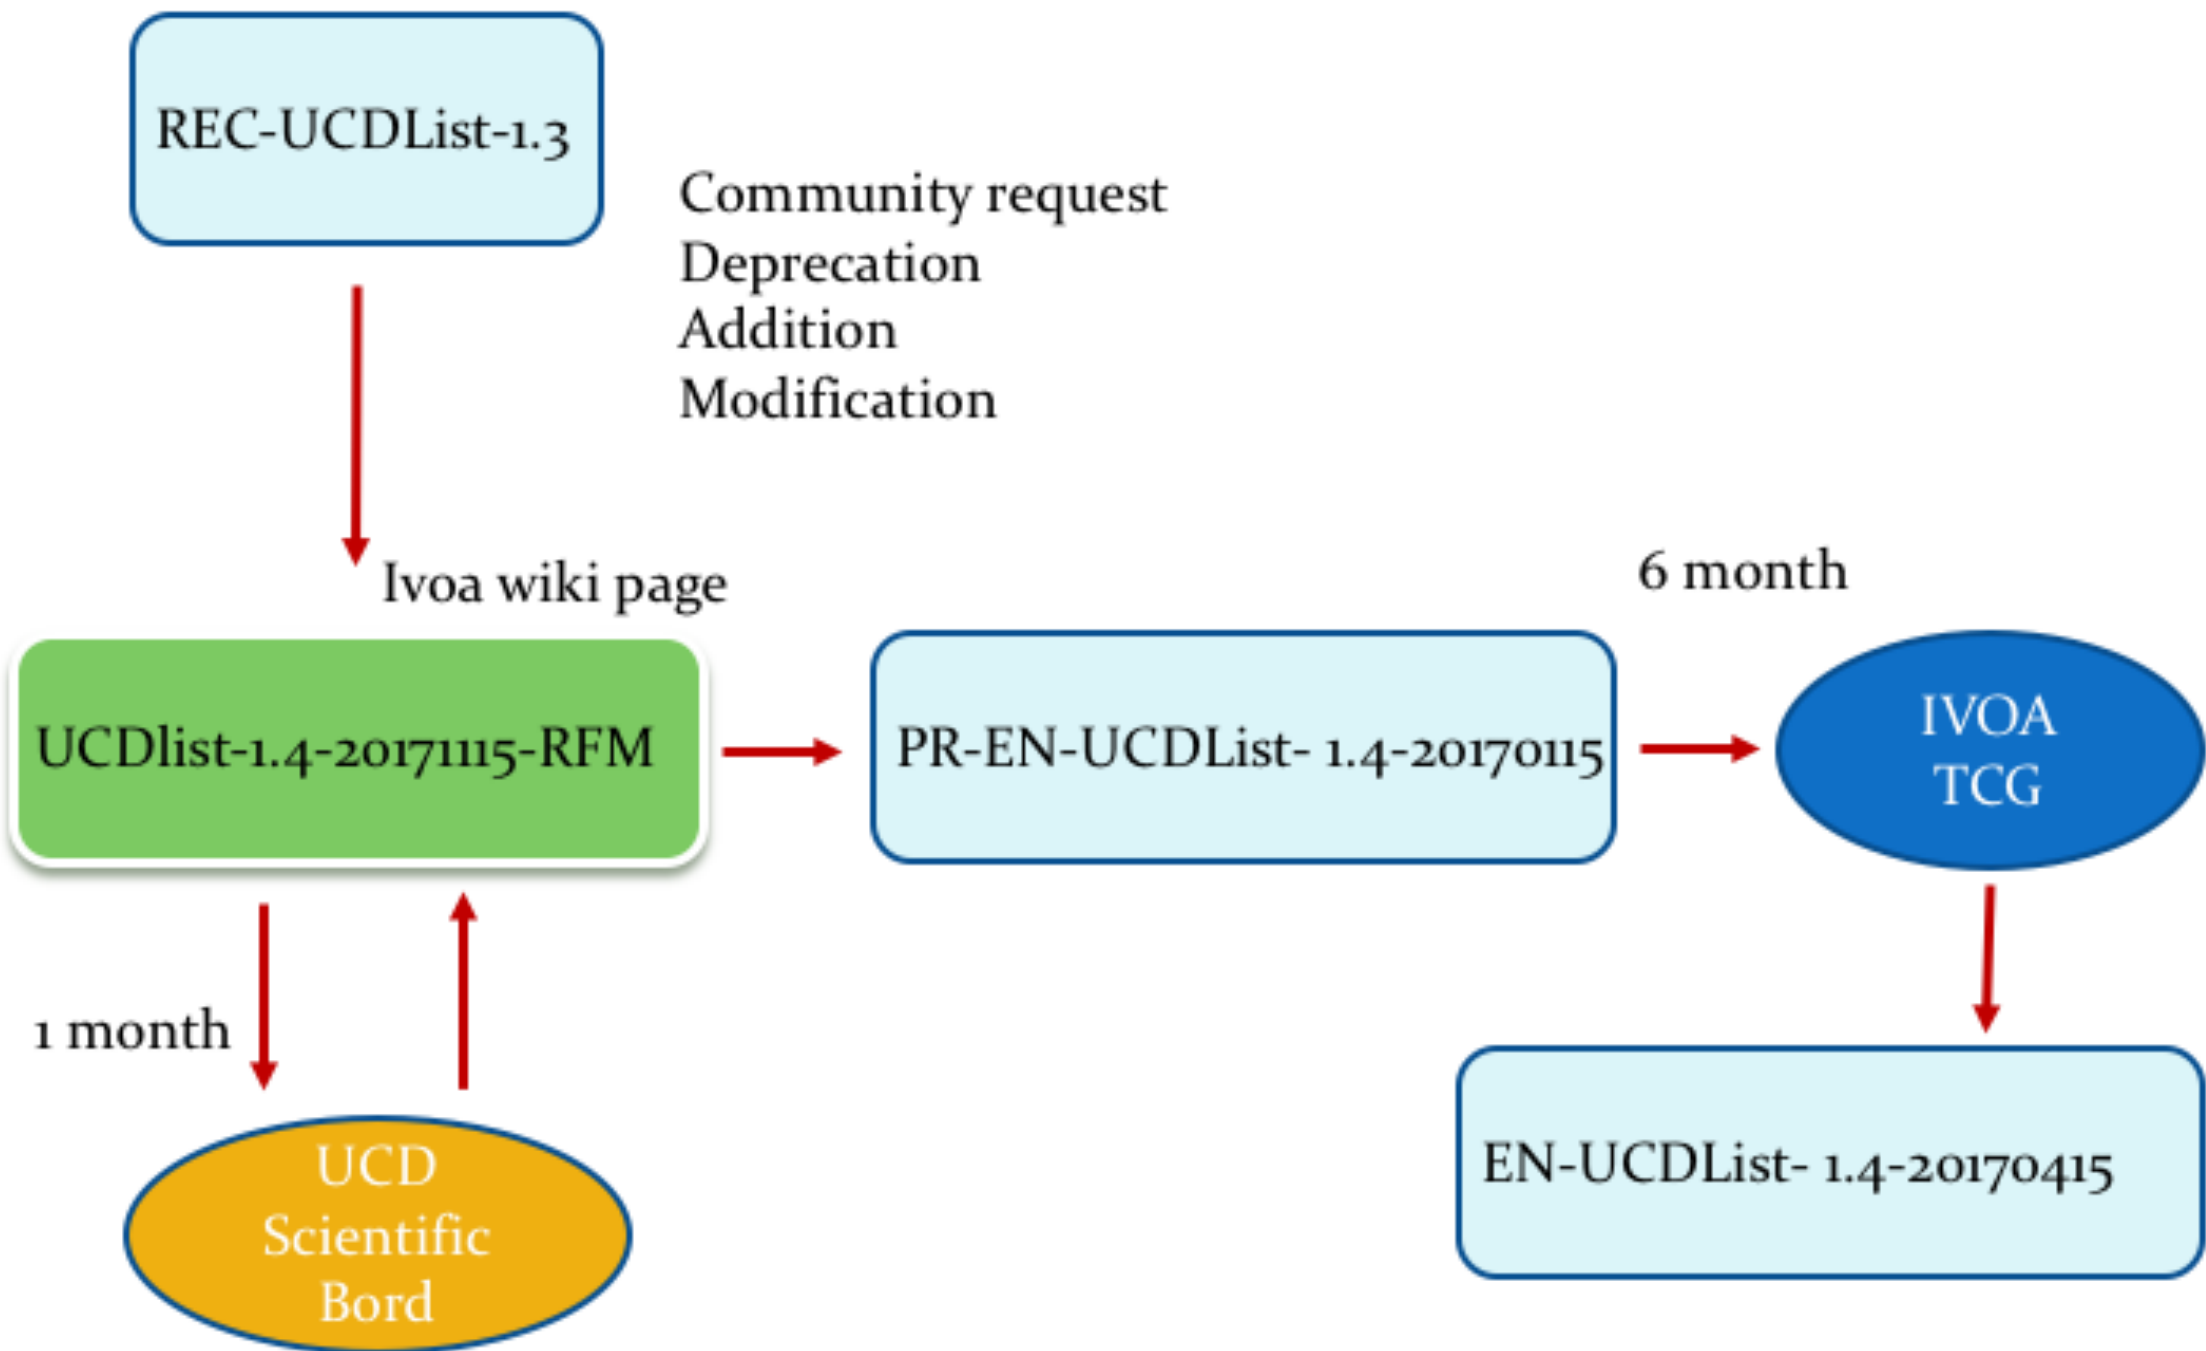 REC-UCDList-1.3
Community request
Deprecation
Addition
Modification
Ivoa wiki page
6 month
UCDlist-1.4-20171115-RFM
PR-EN-UCDList- 1.4-20170115
IVOA
TCG
1 month
UCD
Scientific
Bord
EN-UCDList- 1.4-20170415